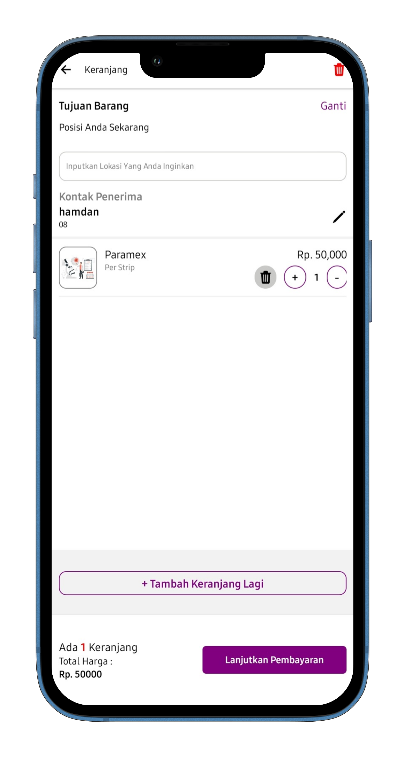 Keranjang
Tujuan Barang
Ganti
Posisi Anda Sekarang
Inputkan Lokasi Yang Anda Inginkan
Kontak Penerima
hamdan
08
Paramex
Rp. 50,000
Per Strip
+ 1 -
+ Tambah Keranjang Lagi
Ada 1 Keranjang
Total Harga :
Rp. 50000
Lanjutkan Pembayaran